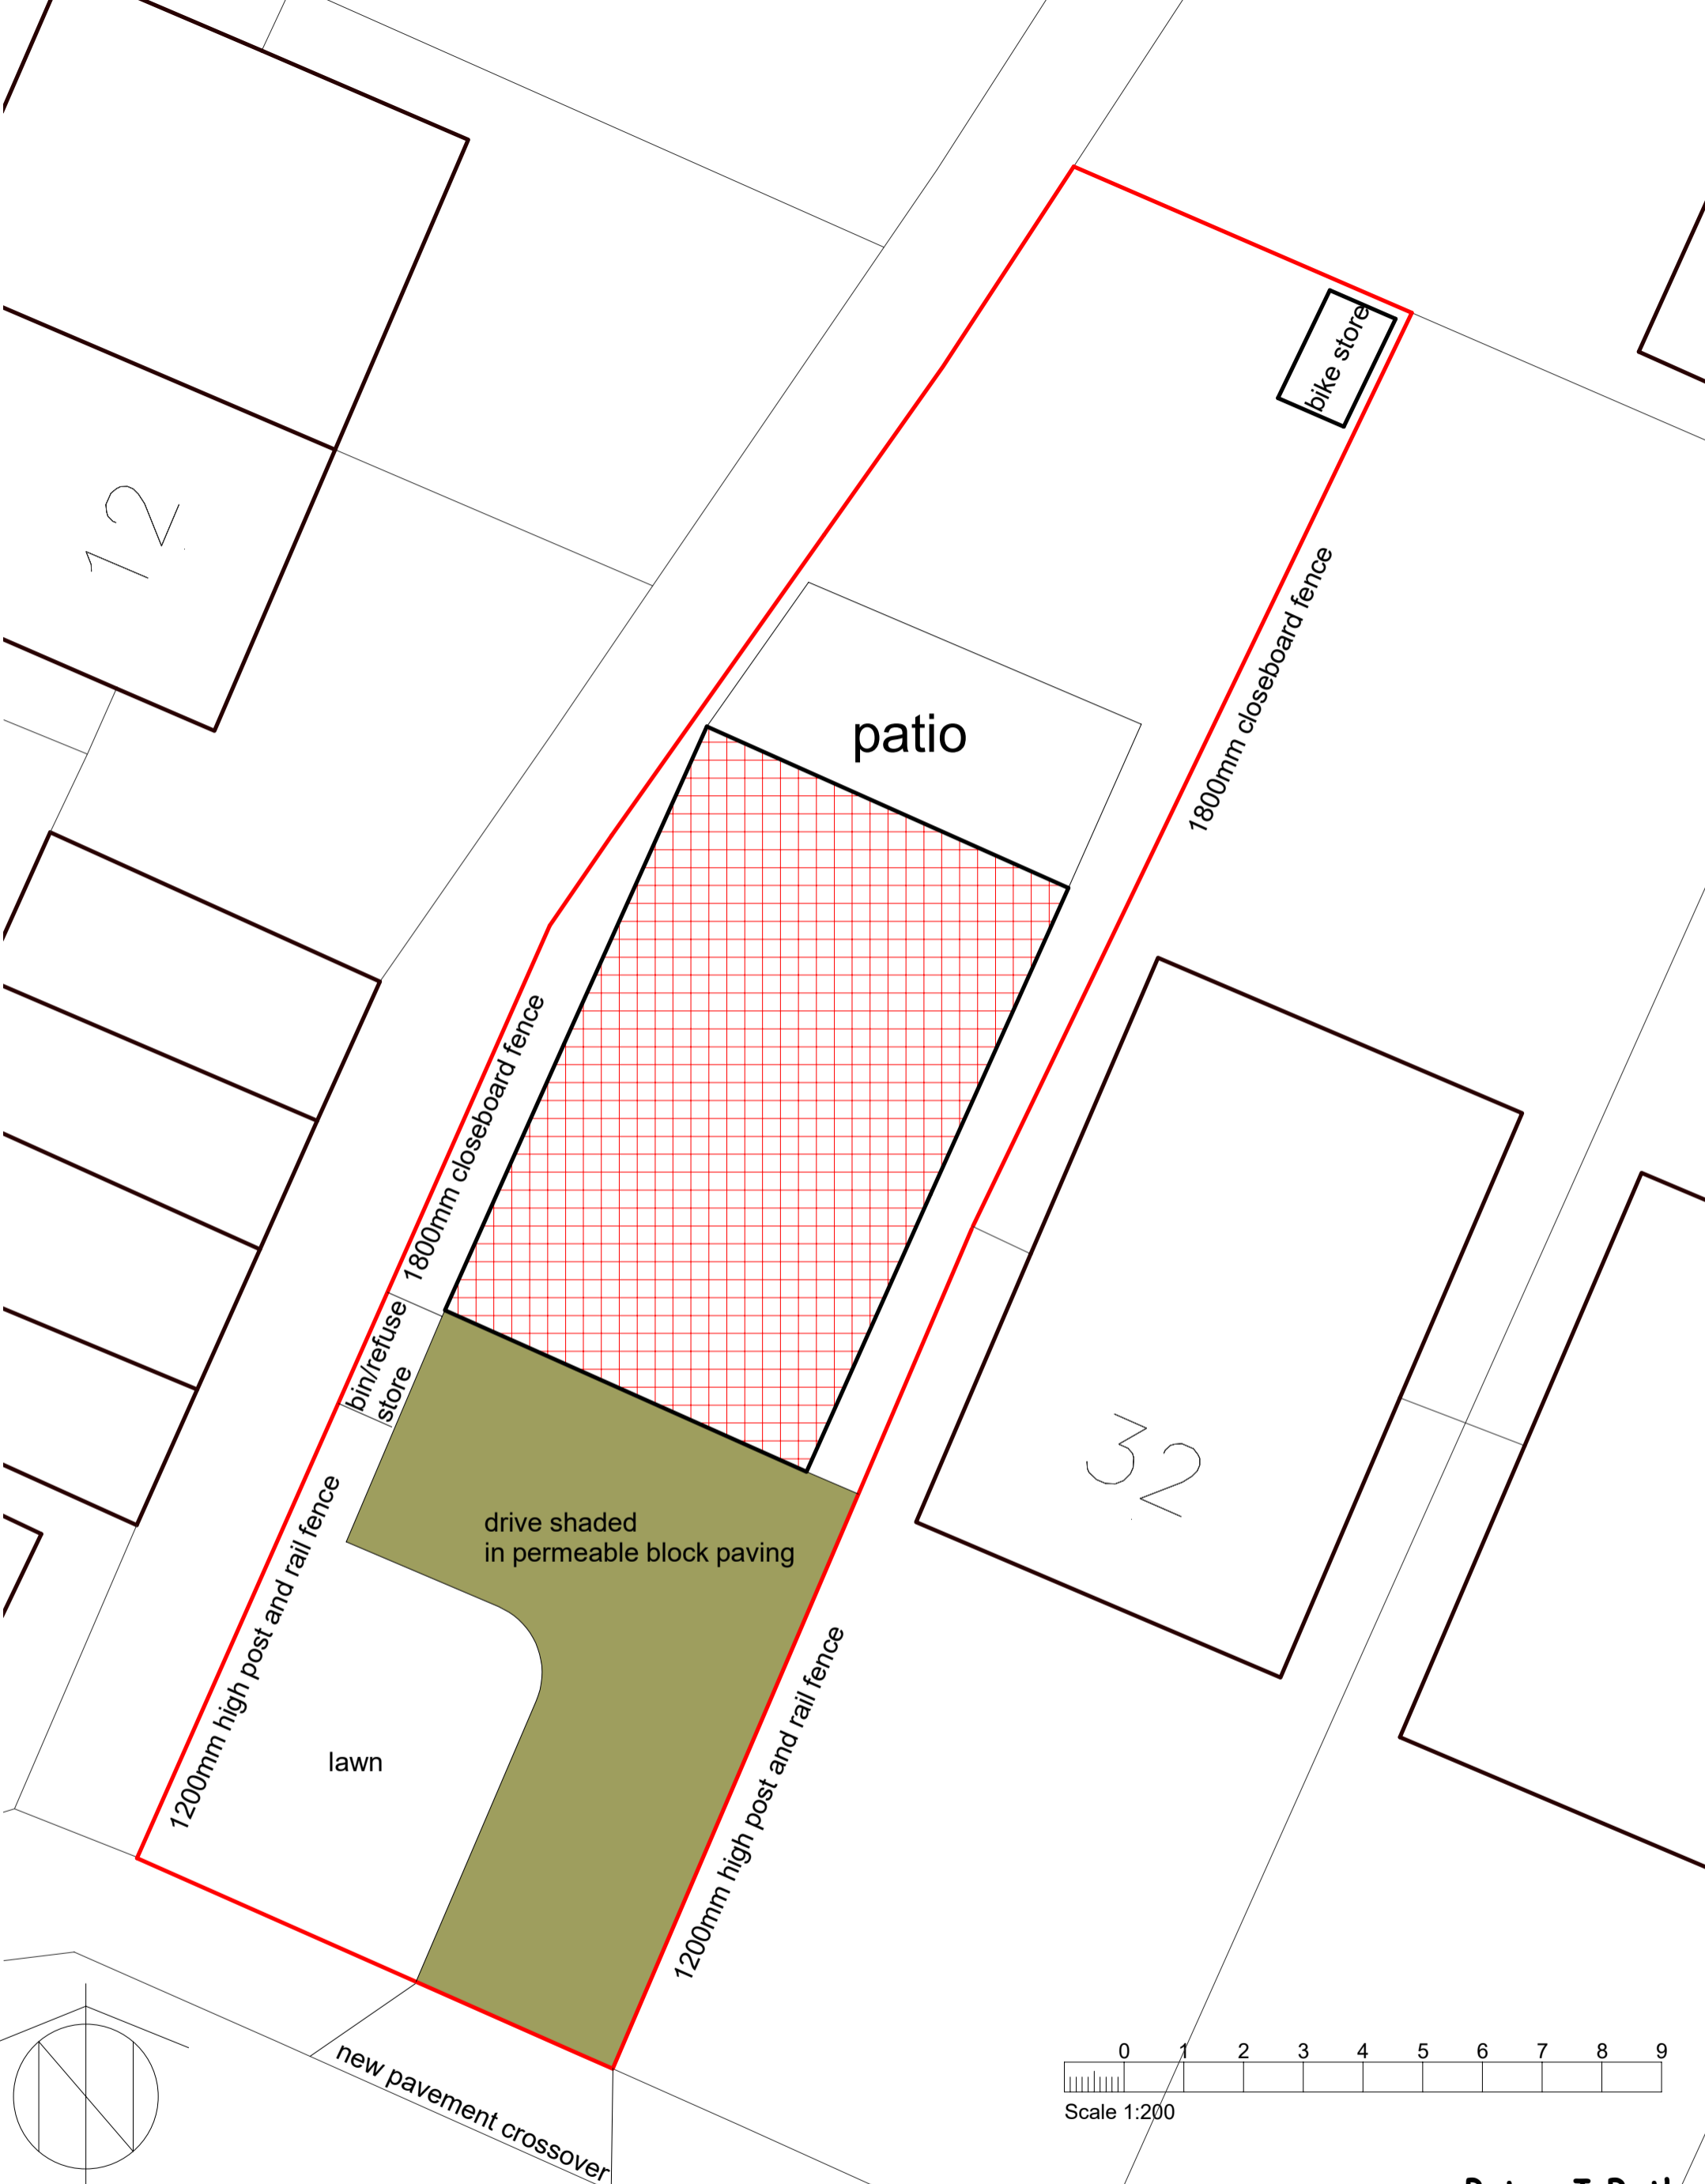 bike store
12
1800mm closeboard fence
patio
1800mm closeboard fence
bin/refuse
store
32
drive shaded
in permeable block paving
1200mm high post and rail fence
1200mm high post and rail fence
lawn
new pavement crossover
N
0 1 2 3 4 5 6 7 8 9
Scale 1:200